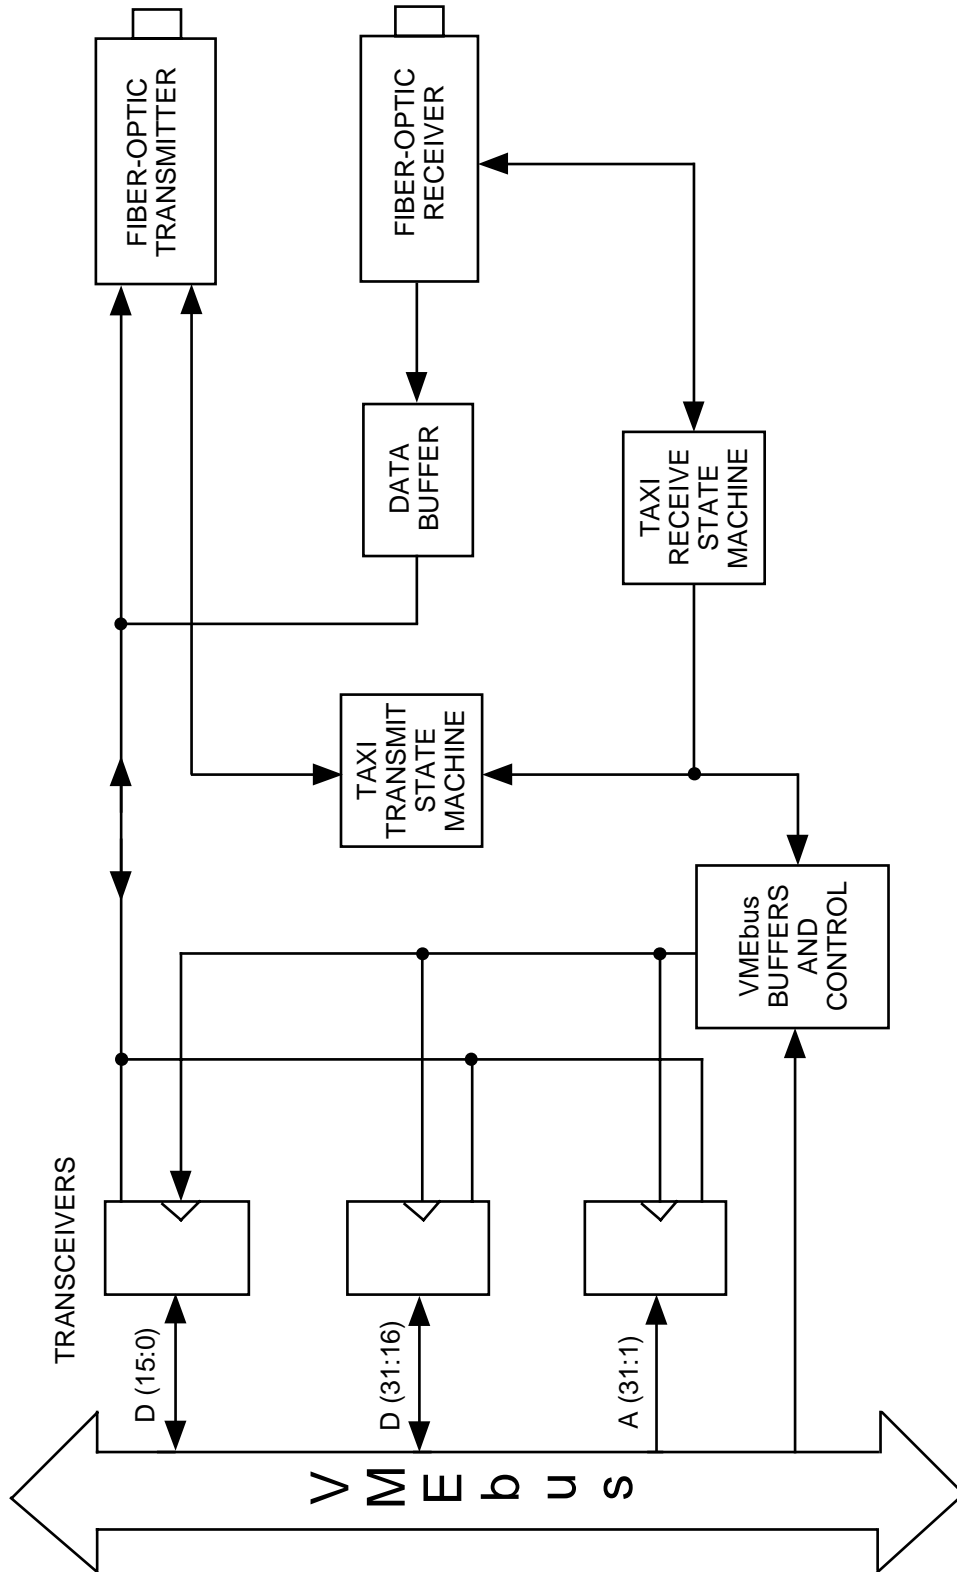 TRANSCEIVERS
FIBER-OPTIC
TRANSMITTER
D (15:0)
DATA
BUFFER
FIBER-OPTIC
RECEIVER
D (31:16)
TAXI
TRANSMIT
STATE
MACHINE
A (31:1)
TAXI
RECEIVE
STATE
MACHINE
VMEbus
BUFFERS
AND
CONTROL
VMEbus